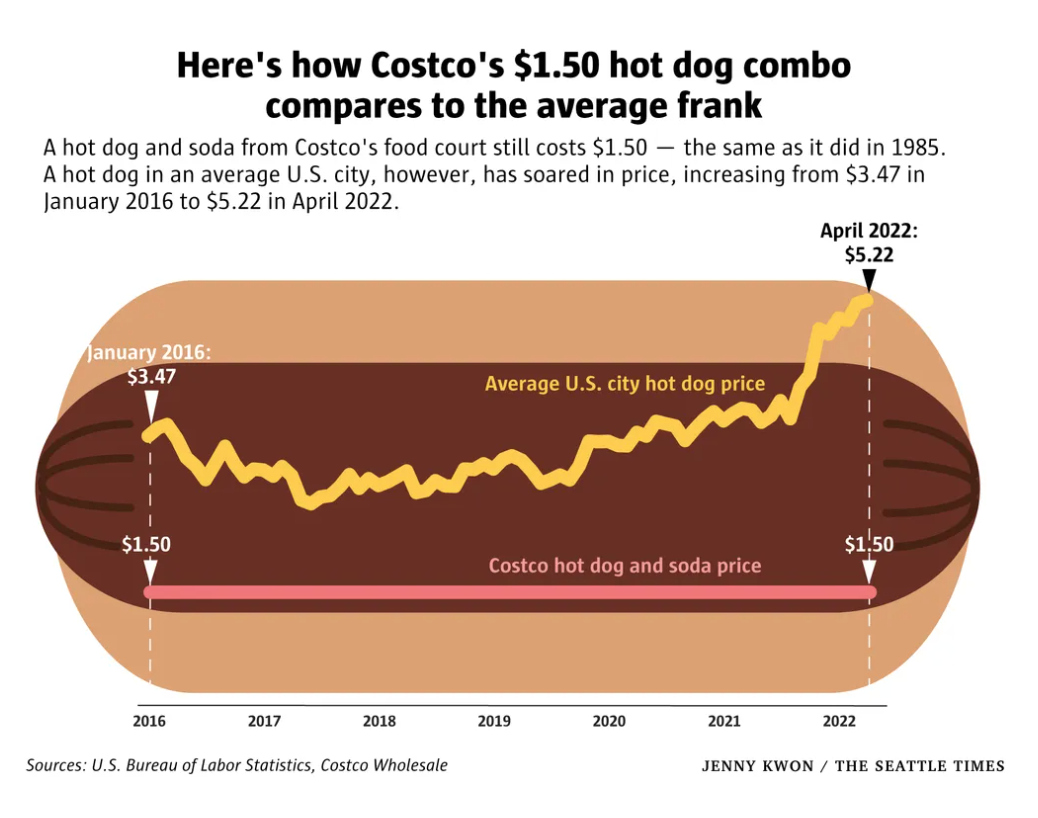 Here's how Costco's $1.50 hot dog combo
compares to the average frank
A hot dog and soda from Costco's food court still costs $1.50 — the same as it did in 1985.
A hot dog in an average U.S. city, however, has soared in price, increasing from $3.47 in
January 2016 to $5.22 in April 2022.
April 2022:
$5.22
January 2016:
$3.47
Average U.S. city hot dog price
$1.50
$1.50
Costco hot dog and soda price
2016 2017 2018 2019 2020 2021 2022
Sources: U.S. Bureau of Labor Statistics, Costco Wholesale
JENNY KWON / THE SEATTLE TIMES